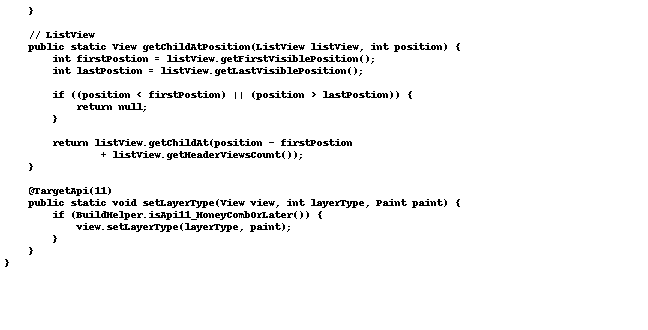 }
// ListView
public static View getChildAtPosition(ListView listView, int position) {
int firstPostion = listView.getFirstVisiblePosition();
int lastPostion = listView.getLastVisiblePosition();
if ((position < firstPostion) || (position > lastPostion)) {
return null;
}
return listView.getChildAt(position - firstPostion
+ listView.getHeaderViewsCount());
}
@TargetApi(11)
public static void setLayerType(View view, int layerType, Paint paint) {
if (BuildHelper.isApi11_HoneyCombOrLater()) {
view.setLayerType(layerType, paint);
}
}
}